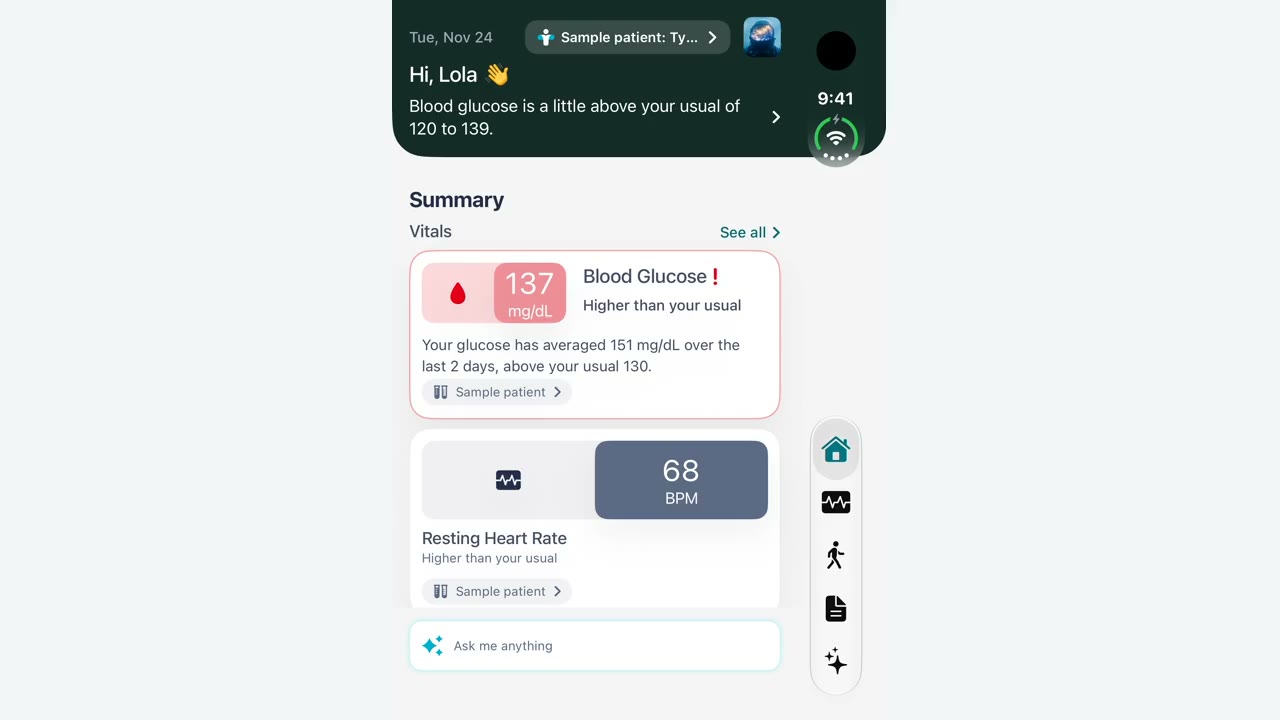 Tue, Nov 24
Sample patient: Ty...
9:41
Hi, Lola 👋
Blood glucose is a little above your usual of
120 to 139.
Summary
Vitals
See all
137
mg/dL
Blood Glucose❗
Higher than your usual
Your glucose has averaged 151 mg/dL over the
last 2 days, above your usual 130.
Sample patient
68
BPM
Resting Heart Rate
Higher than your usual
Sample patient
Ask me anything